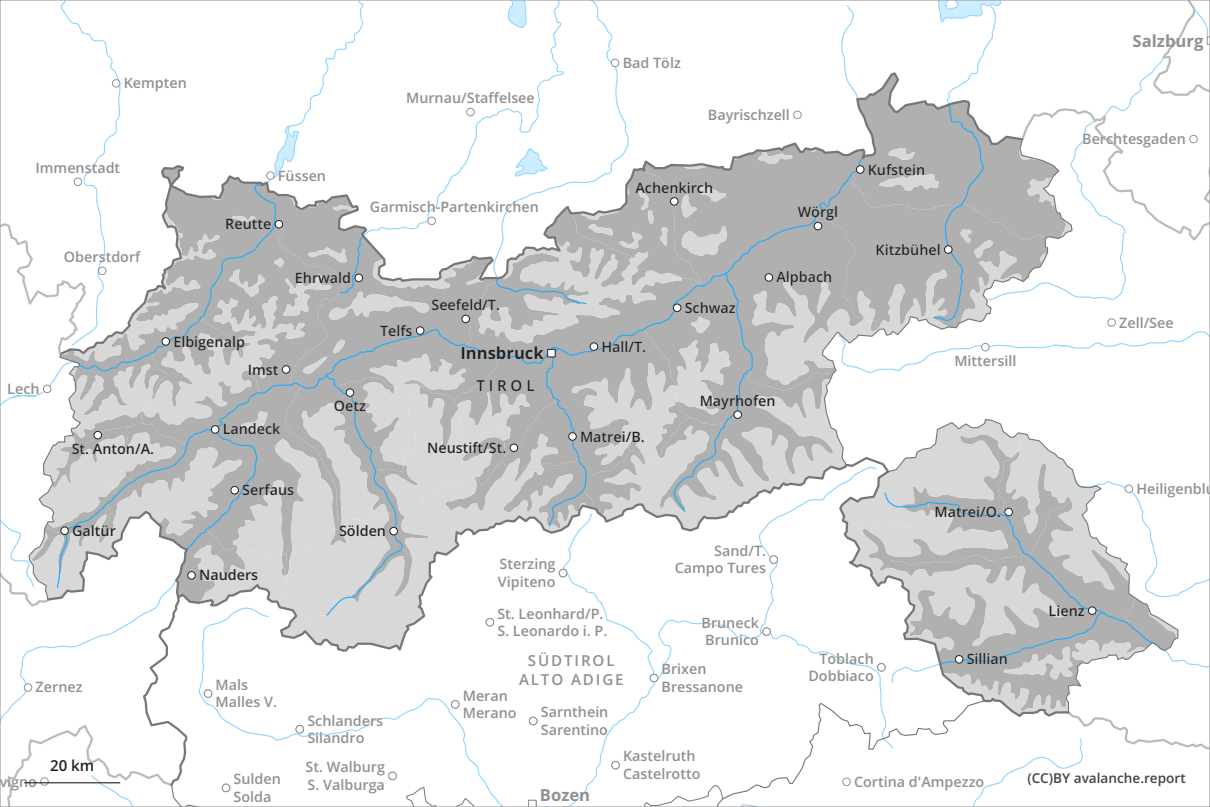 Salzburg
Bad Tölz
Kempten
Murnau/Staffelsee
Bayrischzell
Berchtesgaden
Immenstadt
Füssen
Kufstein
Achenkirch
Garmisch-Partenkirchen
Wörgl
Reutte
Kitzbühel
Oberstdorf
Ehrwald
Alpbach
Seefeld/T.
Schwaz
Zell/See
Telfs
Elbigenalp
Hall/T.
Innsbruck
Mittersill
Imst
TIROL
Lech
Oetz
Mayrhofen
Landeck
Matrei/B.
St. Anton/A.
Neustift/St.
Serfaus
Heiligenblu
Matrei/O.
Galtür
Sölden
Sand/T.
Campo Tures
Sterzing
Vipiteno
Nauders
Lienz
St. Leonhard/P.
S. Leonardo i. P.
Bruneck
Brunico
SÜDTIROL
ALTO ADIGE
Toblach
Dobbiaco
Sillian
Brixen
Bressanone
Zernez
Mals
Malles V.
Meran
Merano
Sarnthein
Sarentino
Schlanders
Silandro
Kastelruth
Castelrotto
St. Walburg
S. Valburga
20 km
vigno
Sulden
Solda
Cortina d'Ampezzo
(CC)BY avalanche.report
Bozen